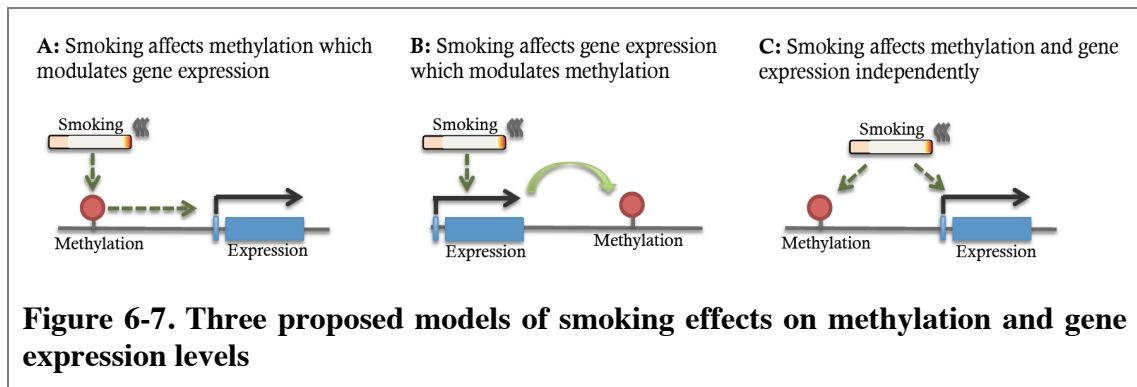 A: Smoking affects methylation which
modulates gene expression
B: Smoking affects gene expression
which modulates methylation
C: Smoking affects methylation and gene
expression independently
Smoking
Methylation
Expression
Smoking
Expression
Methylation
Smoking
Methylation
Expression
Figure 6-7. Three proposed models of smoking effects on methylation and gene
expression levels